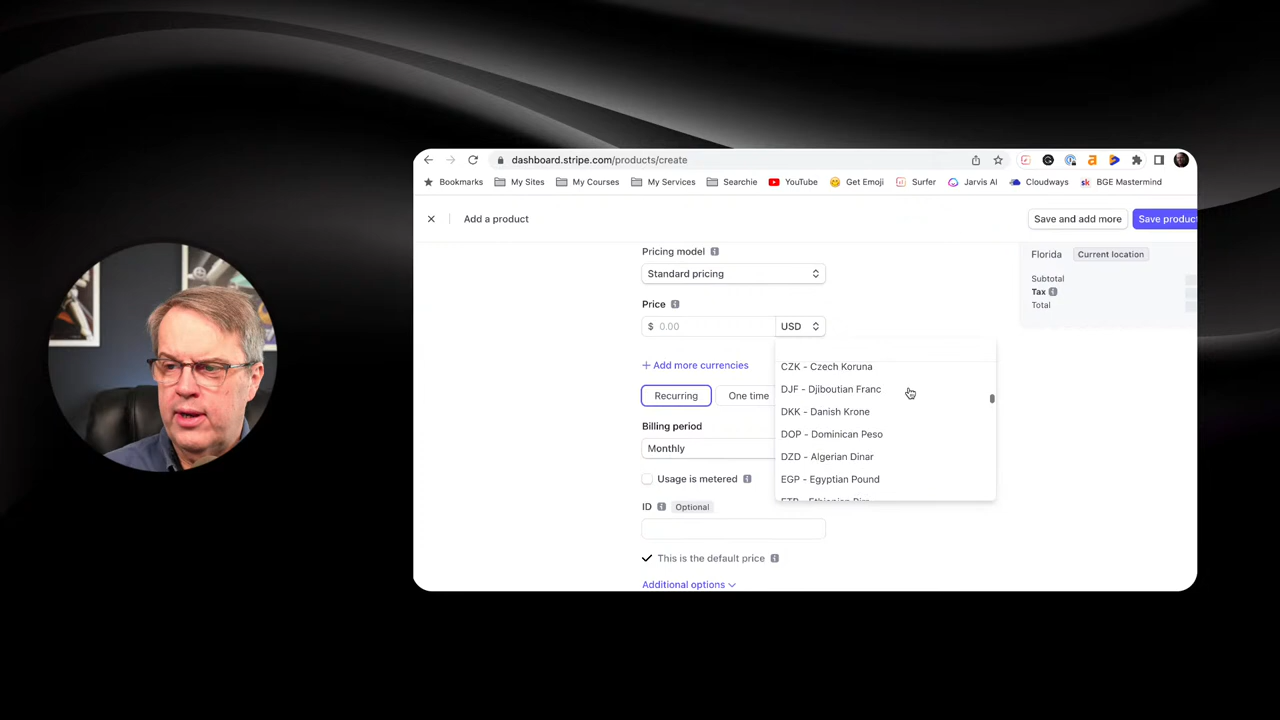 dashboard.stripe.com/products/create
Bookmarks My Sites My Courses My Services Searchie YouTube Get Emoji Surfer Jarvis AI Cloudways BGE Mastermind
Add a product Save and add more Save product
Pricing model
Standard pricing
Florida Current location
Subtotal
Tax
Total
Price
$ 0.00 USD
+ Add more currencies
CZK - Czech Koruna
DJF - Djiboutian Franc
DKK - Danish Krone
DOP - Dominican Peso
DZD - Algerian Dinar
EGP - Egyptian Pound
Recurring One time
Billing period
Monthly
Usage is metered
ID Optional
This is the default price
Additional options